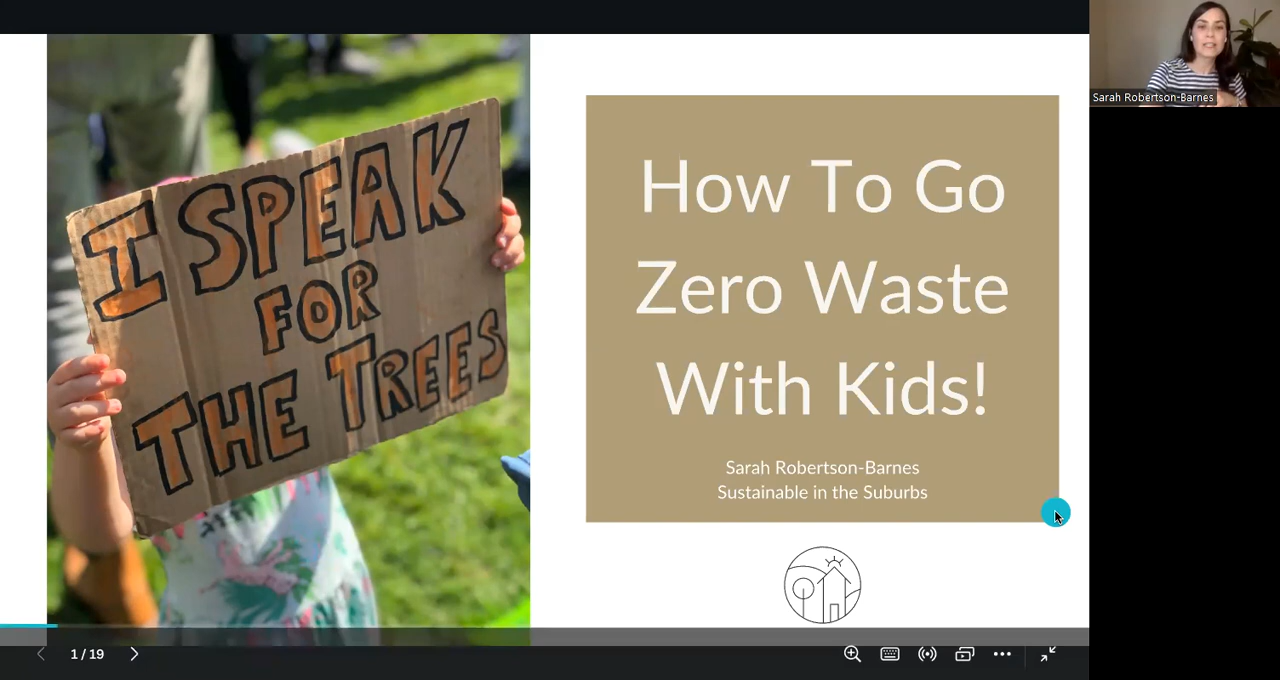 I SPEAK
FOR
THE TREES
How To Go
Zero Waste
With Kids!
Sarah Robertson-Barnes
Sustainable in the Suburbs
Sarah Robertson-Barnes
1 / 19